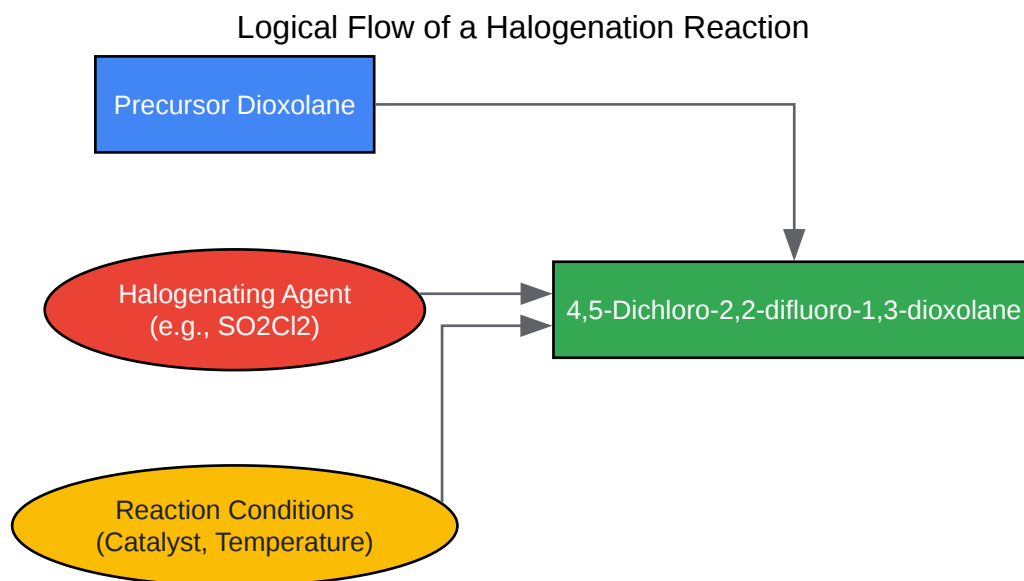 Logical Flow of a Halogenation Reaction
Precursor Dioxolane
Halogenating Agent
(e.g., SO2Cl2)
4,5-Dichloro-2,2-difluoro-1,3-dioxolane
Reaction Conditions
(Catalyst, Temperature)